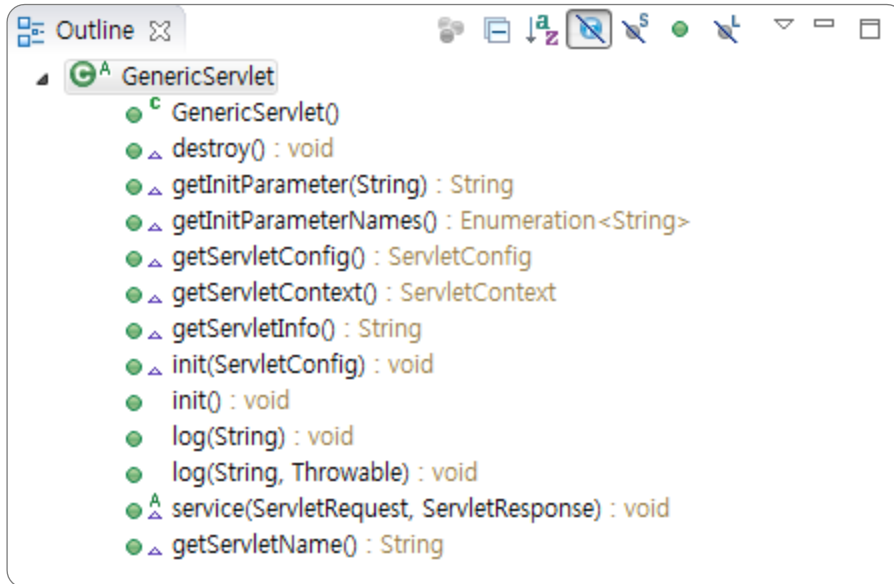 Outline
GenericServlet
GenericServlet()
destroy() : void
getInitParameter(String) : String
getInitParameterNames() : Enumeration<String>
getServletConfig() : ServletConfig
getServletContext() : ServletContext
getServletInfo() : String
init(ServletConfig) : void
init() : void
log(String) : void
log(String, Throwable) : void
service(ServletRequest, ServletResponse) : void
getServletName() : String